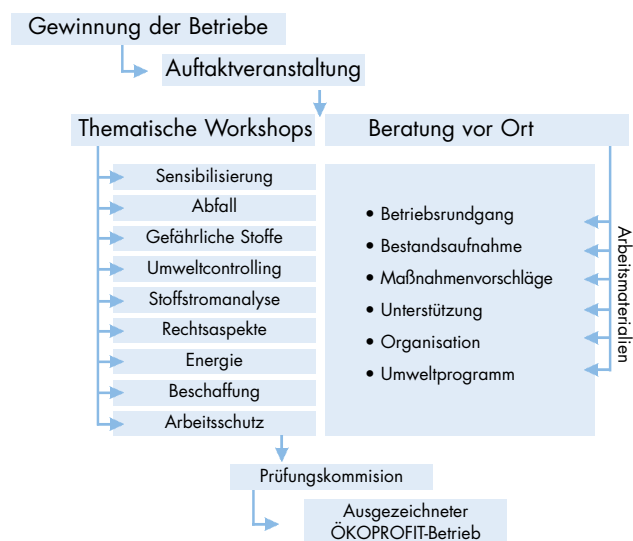 Gewinnung der Betriebe
Auftaktveranstaltung
Thematische Workshops
Beratung vor Ort
Sensibilisierung
Abfall
Gefährliche Stoffe
Umweltcontrolling
Stoffstromanalyse
Rechtsaspekte
Energie
Beschaffung
Arbeitsschutz
• Betriebsrundgang
• Bestandsaufnahme
• Maßnahmenvorschläge
• Unterstützung
• Organisation
• Umweltprogramm
Arbeitsmaterialien
Prüfungskommision
Ausgezeichneter
ÖKOPROFIT-Betrieb